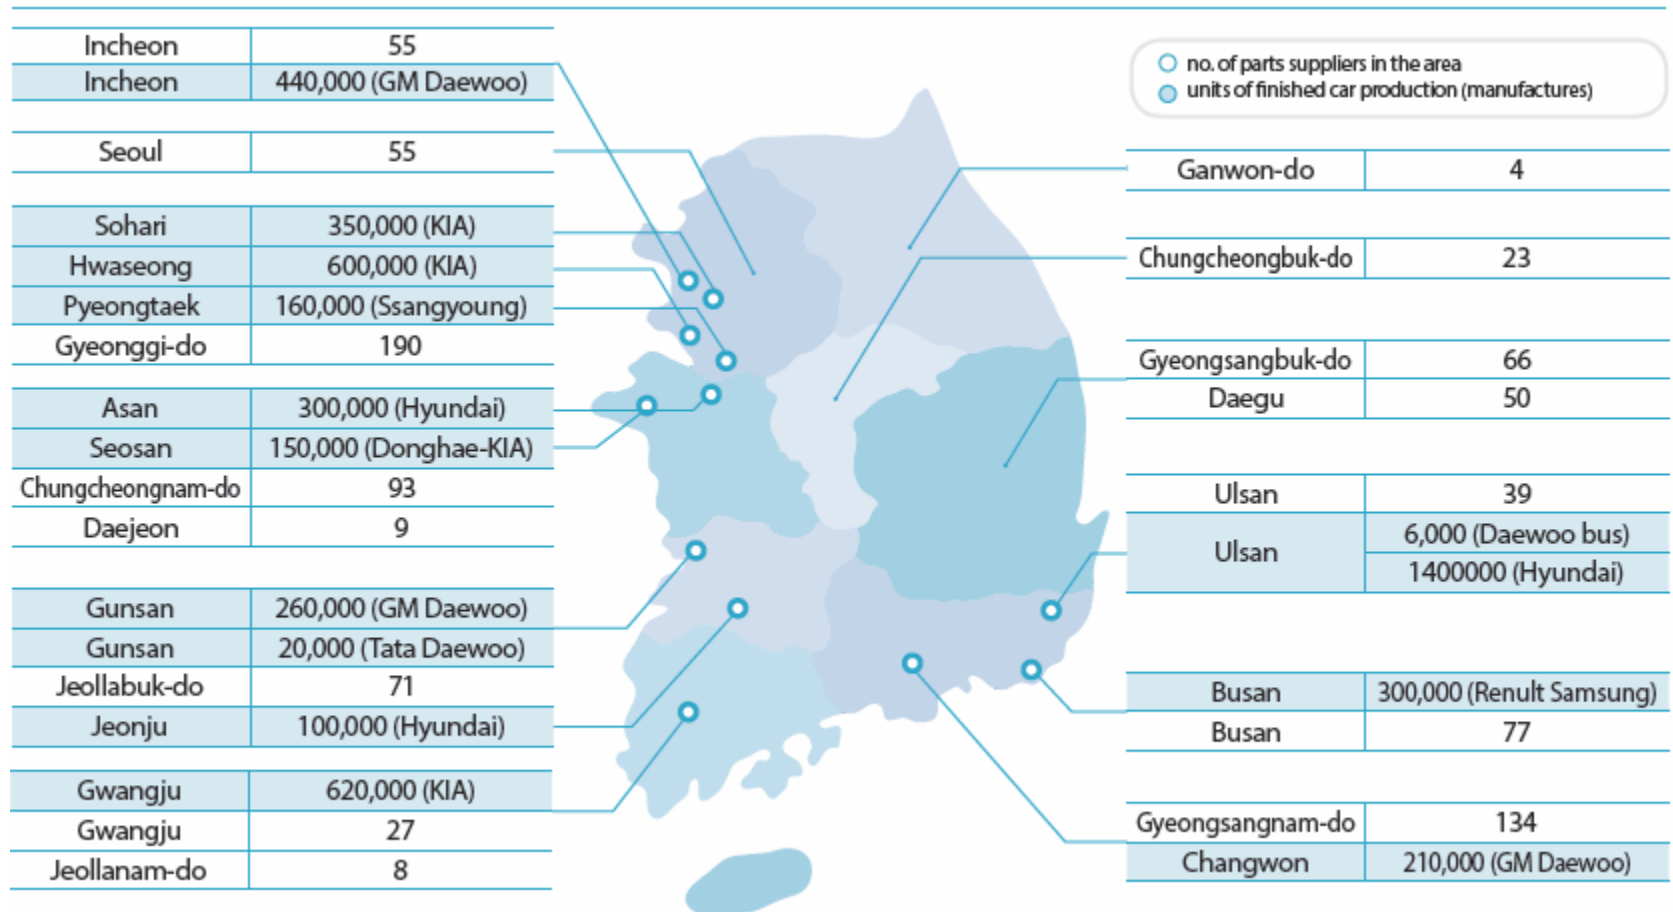 no. of parts suppliers in the area
units of finished car production (manufactures)
Incheon 55
Incheon 440,000 (GM Daewoo)
Seoul 55
Sohari 350,000 (KIA)
Hwaseong 600,000 (KIA)
Pyeongtaek 160,000 (Ssangyoung)
Gyeonggi-do 190
Asan 300,000 (Hyundai)
Seosan 150,000 (Donghae-KIA)
Chungcheongnam-do 93
Daejeon 9
Gunsan 260,000 (GM Daewoo)
Gunsan 20,000 (Tata Daewoo)
Jeollabuk-do 71
Jeonju 100,000 (Hyundai)
Gwangju 620,000 (KIA)
Gwangju 27
Jeollanam-do 8
Ganwon-do 4
Chungcheongbuk-do 23
Gyeongsangbuk-do 66
Daegu 50
Ulsan 39
Ulsan 6,000 (Daewoo bus)
1400000 (Hyundai)
Busan 300,000 (Renult Samsung)
Busan 77
Gyeongsangnam-do 134
Changwon 210,000 (GM Daewoo)